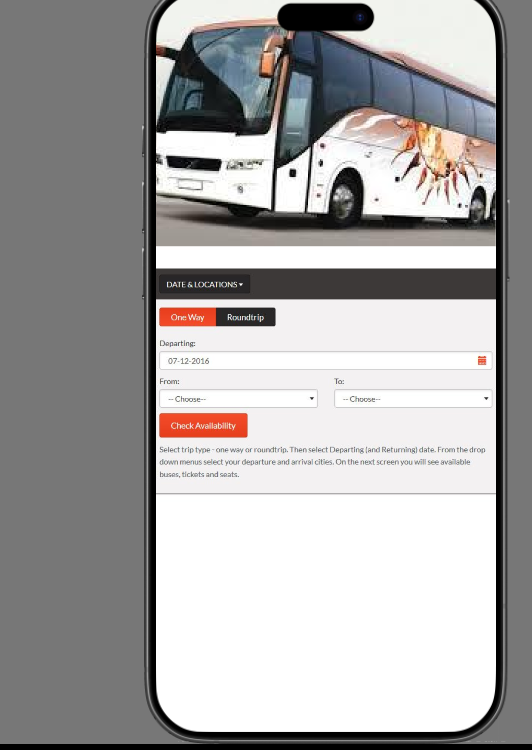 DATE & LOCATIONS
One Way Roundtrip
Departing:
07-12-2016
From: To:
-- Choose-- -- Choose--
Check Availability
Select trip type - one way or roundtrip. Then select Departing (and Returning) date. From the drop
down menus select your departure and arrival cities. On the next screen you will see available
buses, tickets and seats.